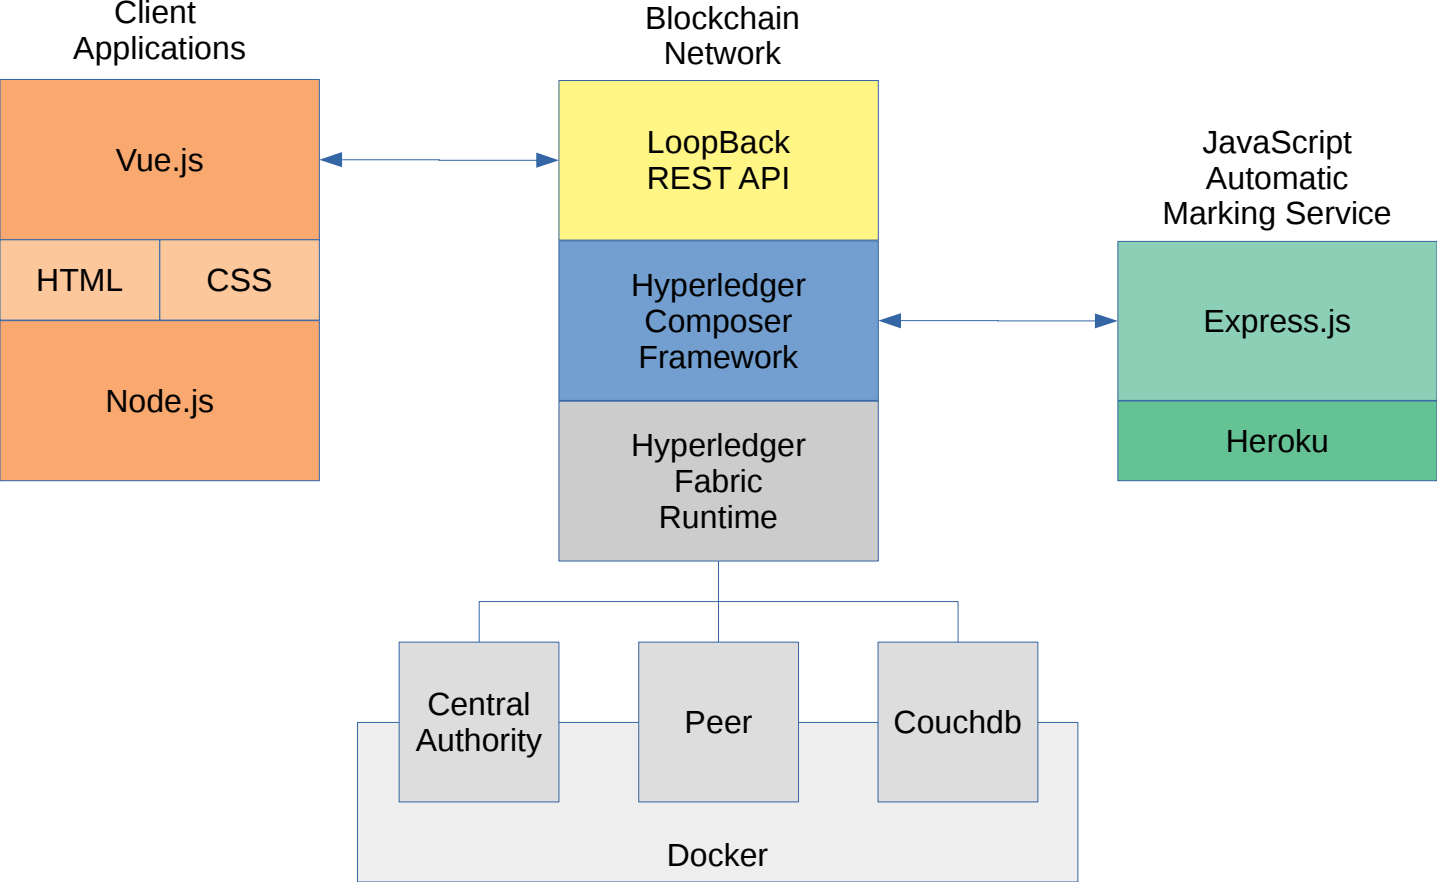 Client
Applications
Vue.js
HTML
CSS
Node.js
Blockchain
Network
LoopBack
REST API
Hyperledger
Composer
Framework
Hyperledger
Fabric
Runtime
JavaScript
Automatic
Marking Service
Express.js
Heroku
Central
Authority
Peer
Couchdb
Docker